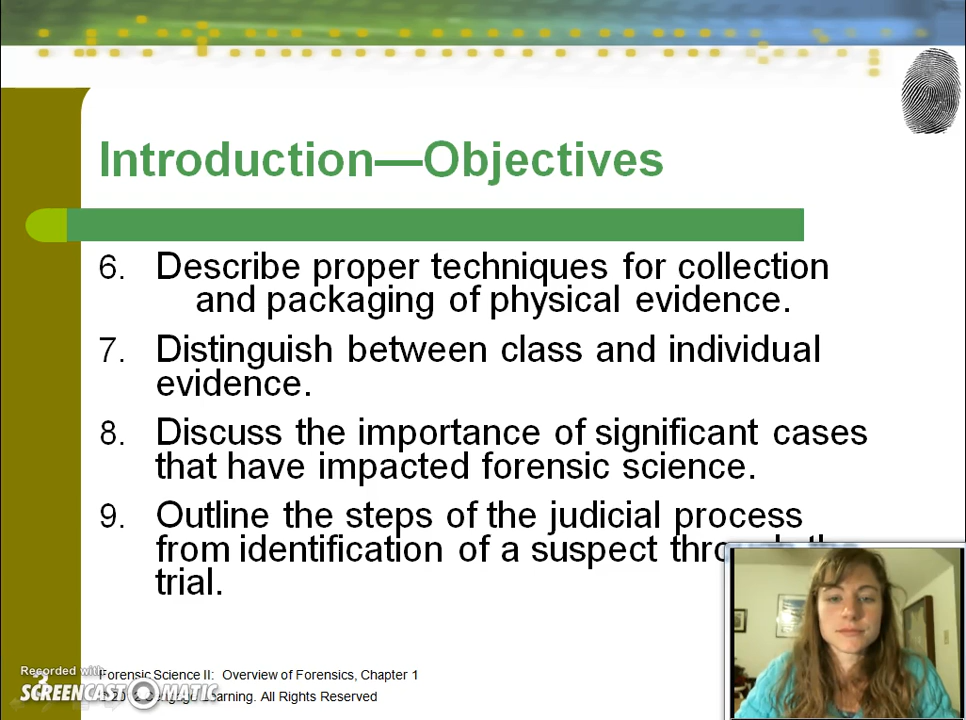 Introduction—Objectives
6. Describe proper techniques for collection
and packaging of physical evidence.
7. Distinguish between class and individual
evidence.
8. Discuss the importance of significant cases
that have impacted forensic science.
9. Outline the steps of the judicial process
from identification of a suspect through the
trial.
Recorded with
Forensic Science II: Overview of Forensics, Chapter 1
3
SCREENCAST-O-MATIC
Cengage Learning. All Rights Reserved